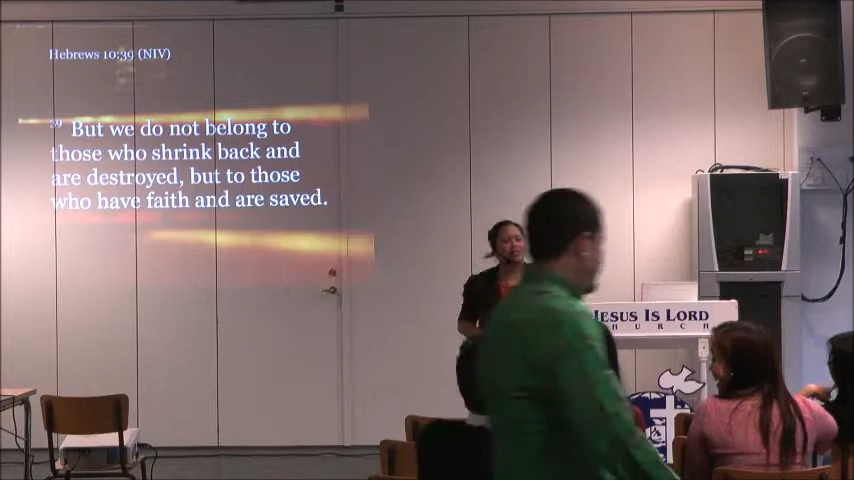 Hebrews 10:39 (NIV)
39 But we do not belong to
those who shrink back and
are destroyed, but to those
who have faith and are saved.
JESUS IS LORD
CHURCH